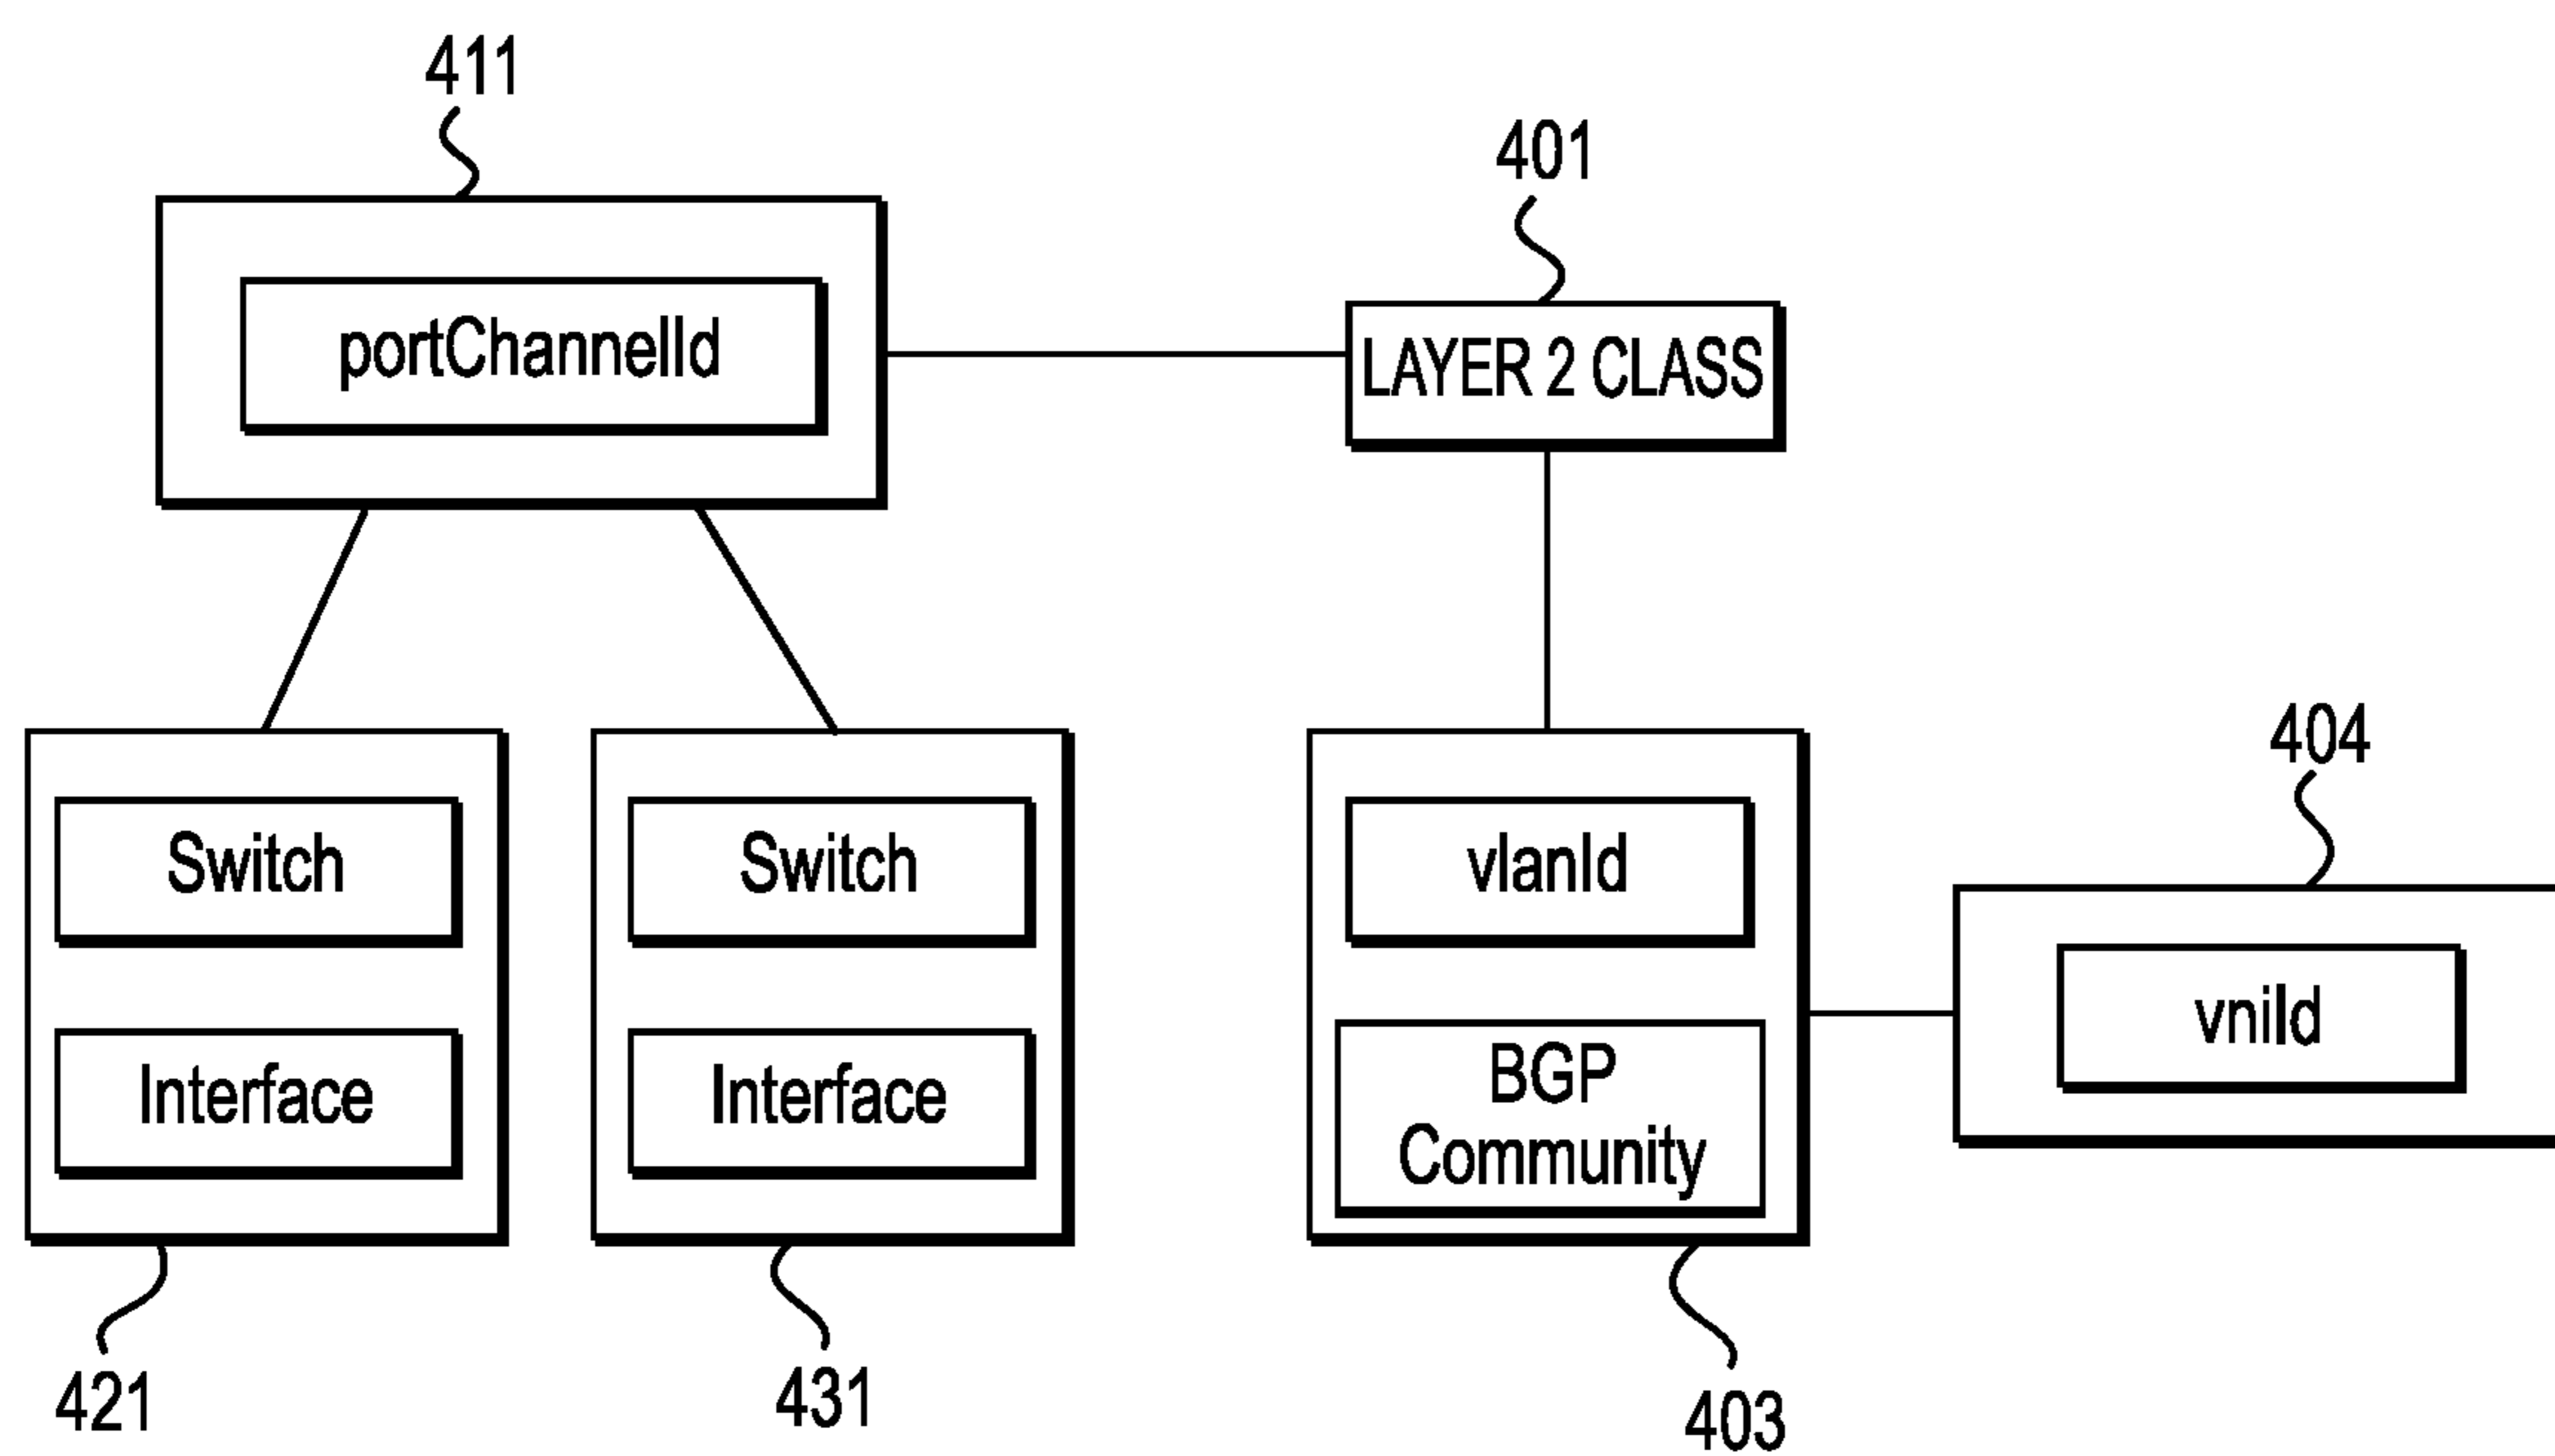 411
401
portChannelId
LAYER 2 CLASS
404
Switch
Switch
vlanId
Interface
Interface
BGP
Community
vniId
421
431
403